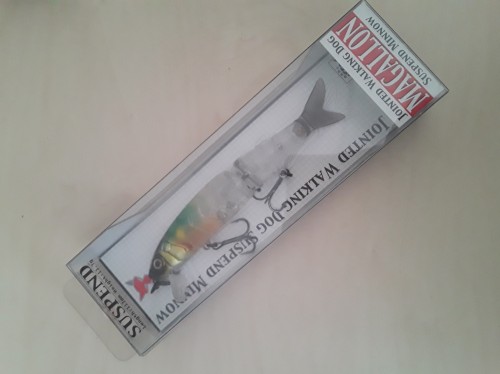 JOINTED WALKING DOG
MAGALLON
SUSPEND MINNOW
JOINTED WALKING DOG SUSPEND MINNOW
SUSPEND